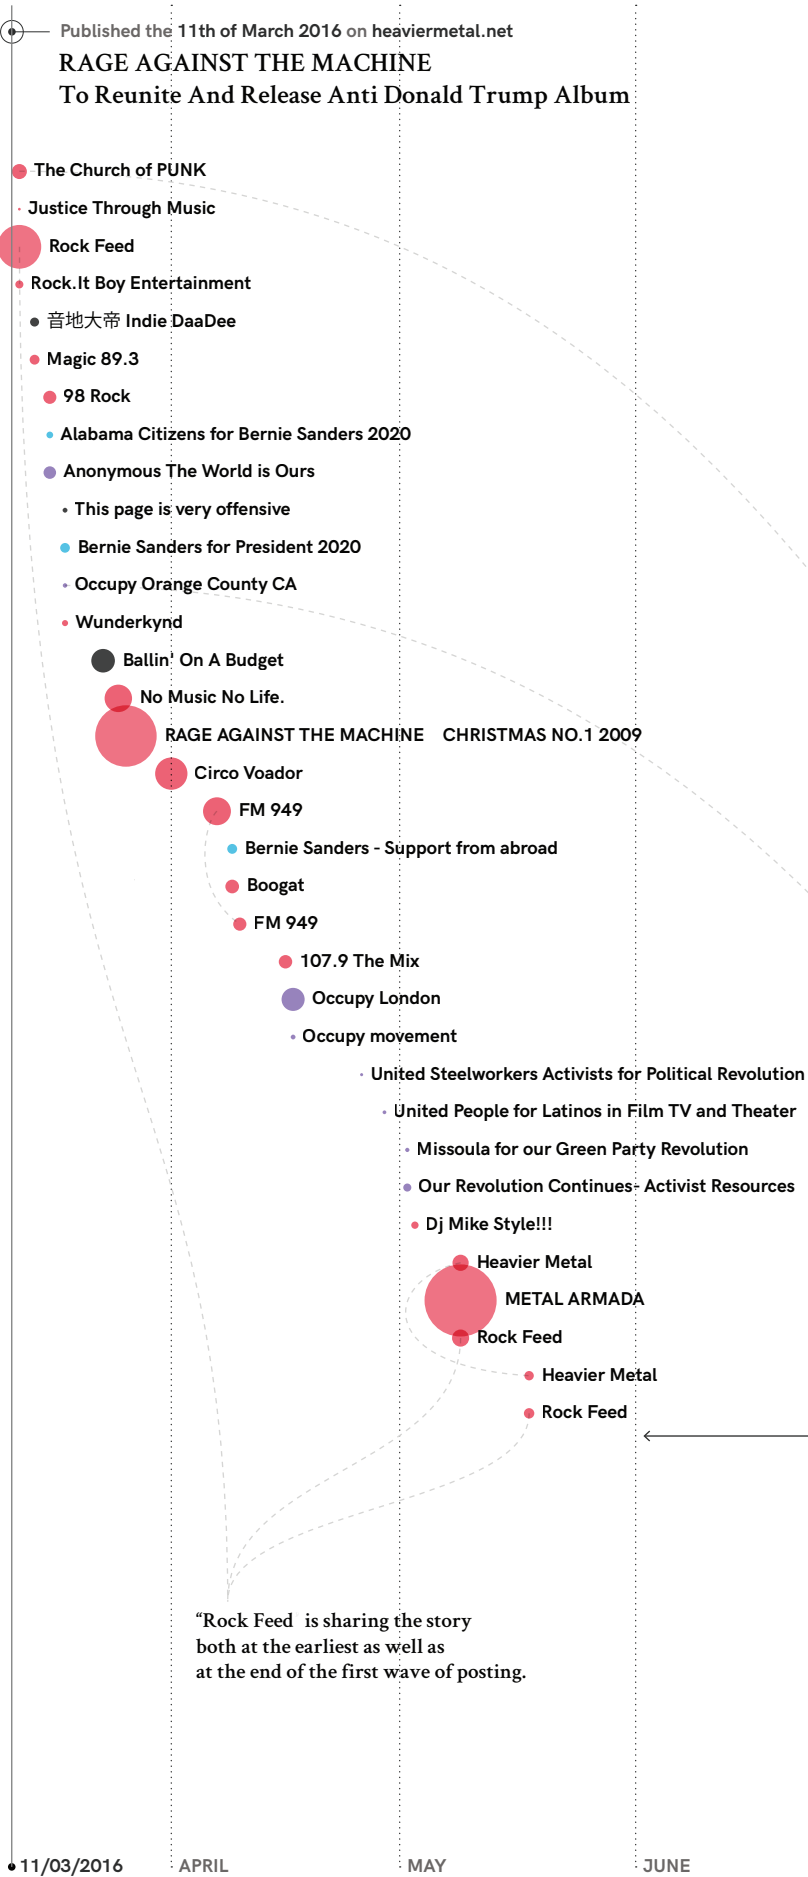 Published the 11th of March 2016 on heaviermetal.net
RAGE AGAINST THE MACHINE
To Reunite And Release Anti Donald Trump Album
The Church of PUNK
Justice Through Music
Rock Feed
Rock.It Boy Entertainment
音地大帝 Indie DaaDee
Magic 89.3
98 Rock
Alabama Citizens for Bernie Sanders 2020
Anonymous The World is Ours
This page is very offensive
Bernie Sanders for President 2020
Occupy Orange County CA
Wunderkynd
Ballin' On A Budget
No Music No Life.
RAGE AGAINST THE MACHINE CHRISTMAS NO.1 2009
Circo Voador
FM 949
Bernie Sanders - Support from abroad
Boogat
FM 949
107.9 The Mix
Occupy London
Occupy movement
United Steelworkers Activists for Political Revolution
United People for Latinos in Film TV and Theater
Missoula for our Green Party Revolution
Our Revolution Continues- Activist Resources
Dj Mike Style!!!
Heavier Metal
METAL ARMADA
Rock Feed
Heavier Metal
Rock Feed
“Rock Feed is sharing the story
both at the earliest as well as
at the end of the first wave of posting.
11/03/2016 APRIL MAY JUNE